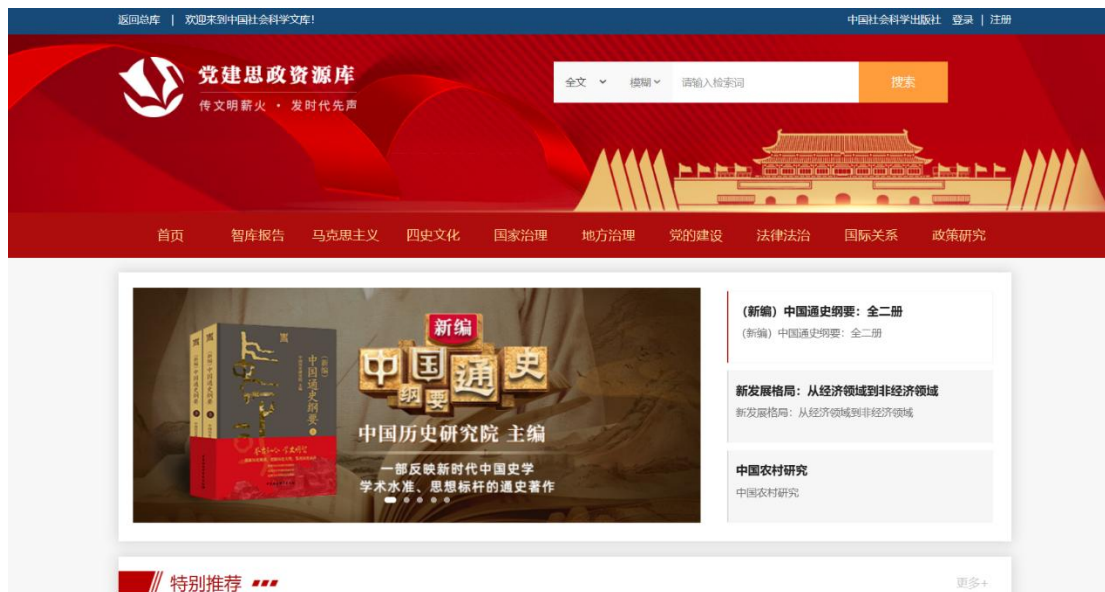 返回总库 | 欢迎来到中国社会科学文库!
中国社会科学出版社 登录 | 注册
党建思政资源库
传文明薪火 · 发时代先声
全文 模糊 请输入检索词 搜索
首页 智库报告 马克思主义 四史文化 国家治理 地方治理 党的建设 法律法治 国际关系 政策研究
新编
中国通史
纲要
中国历史研究院 主编
一部反映新时代中国史学
学术水准、思想标杆的通史著作
(新编)
中国通史纲要
(新编) 中国通史纲要：全二册
(新编) 中国通史纲要：全二册
新发展格局：从经济领域到非经济领域
新发展格局：从经济领域到非经济领域
中国农村研究
中国农村研究
特别推荐
更多+